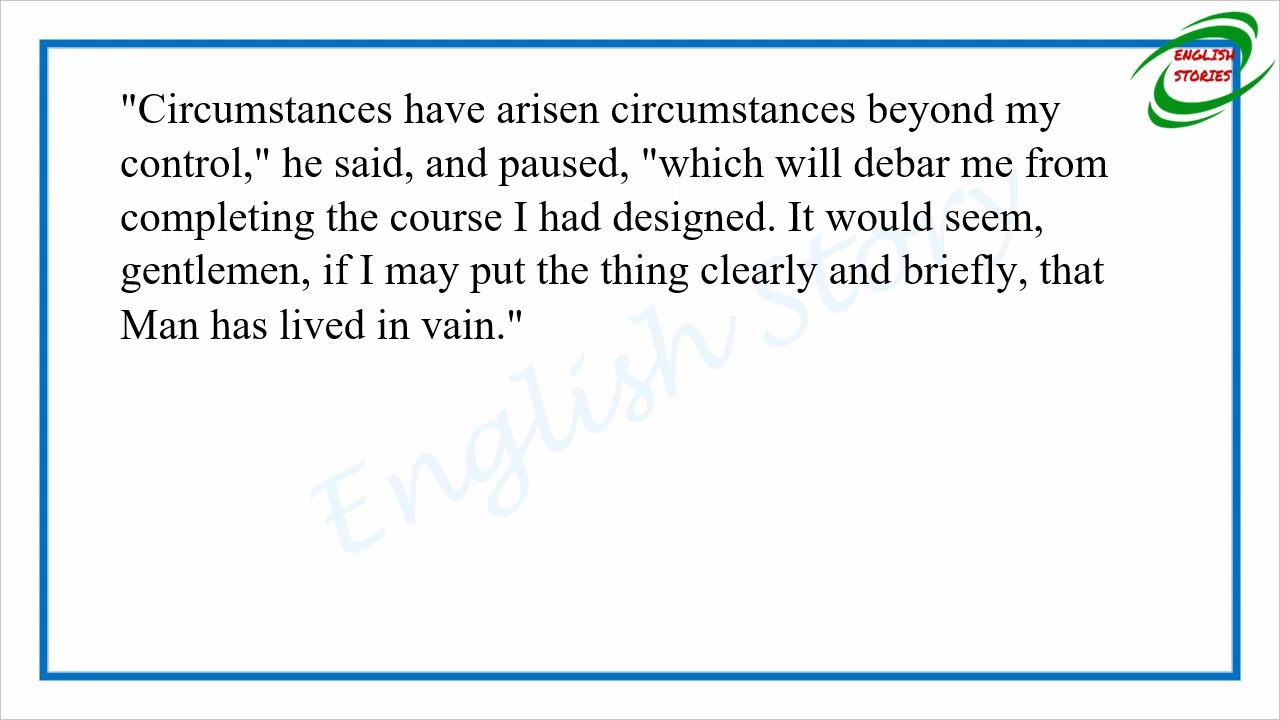 ENGLISH
STORIES
"Circumstances have arisen circumstances beyond my
control," he said, and paused, "which will debar me from
completing the course I had designed. It would seem,
gentlemen, if I may put the thing clearly and briefly, that
Man has lived in vain."
English Story